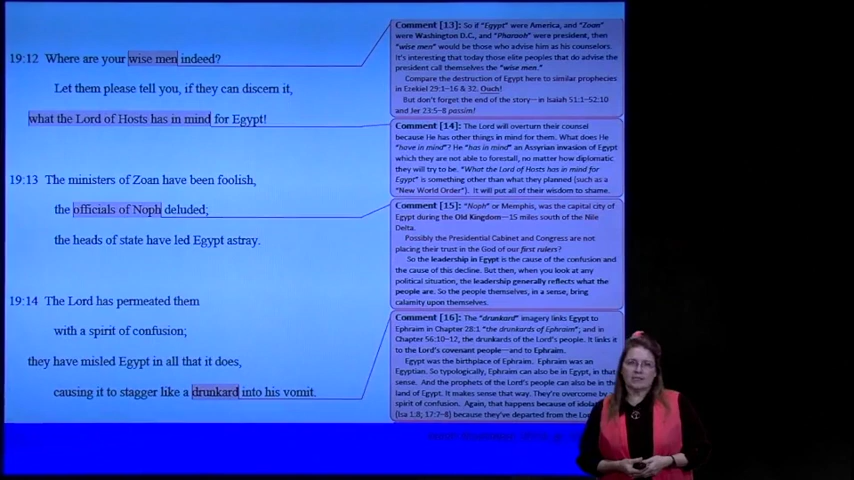 19:12 Where are your wise men indeed?
Let them please tell you, if they can discern it,
what the Lord of Hosts has in mind for Egypt!
19:13 The ministers of Zoan have been foolish,
the officials of Noph deluded;
the heads of state have led Egypt astray.
19:14 The Lord has permeated them
with a spirit of confusion;
they have misled Egypt in all that it does,
causing it to stagger like a drunkard into his vomit.
Comment [13]: So if "Egypt" were America, and "Zoan"
were Washington D.C., and "Pharaoh" were president, then
"wise men" would be those who advise him as his counselors.
It's interesting that today those elite people that do advise the
president call themselves the "wise men."
Compare the destruction of Egypt here to similar prophecies
in Ezekiel 29:1-16 & 32. Ouch!
But don't forget the end of the story—in Isaiah 51:1-52:10
and Jer 23:5-8 passim!
Comment [14]: The Lord will overturn their counsel
because He has other things in mind for them. What does He
"have in mind"? He "has in mind" an Assyrian invasion of Egypt
which they are not able to forestall, no matter how diplomatic
they will try to be. "What the Lord of Hosts has in mind for
Egypt" is something other than what they planned (such as a
"New World Order"). It will put all of their wisdom to shame.
Comment [15]: "Noph" or Memphis, was the capital city of
Egypt during the Old Kingdom—15 miles south of the Nile
Delta.
Possibly the Presidential Cabinet and Congress are not
placing their trust in the God of our first rulers?
So the leadership in Egypt is the cause of the confusion and
the cause of this decline. But then, when you look at any
political situation, the leadership generally reflects what the
people are. So the people themselves, in a sense, bring
calamity upon themselves.
Comment [16]: The "drunkard" imagery links Egypt to
Ephraim in Chapter 28:1 "the drunkards of Ephraim"; and in
Chapter 56:10-12, the drunkards of the Lord's people. It links it
to the Lord's covenant people—and to Ephraim.
Egypt was the birthplace of Ephraim. Ephraim was an
Egyptian. So typologically, Ephraim can also be Egypt, in that
sense. And the prophets of the Lord's people can also be in the
land of Egypt. It makes sense that way. They're overcome by
spirit of confusion. Again, that happens because of
(Isa 1:8; 17:7-8) because they've departed from the